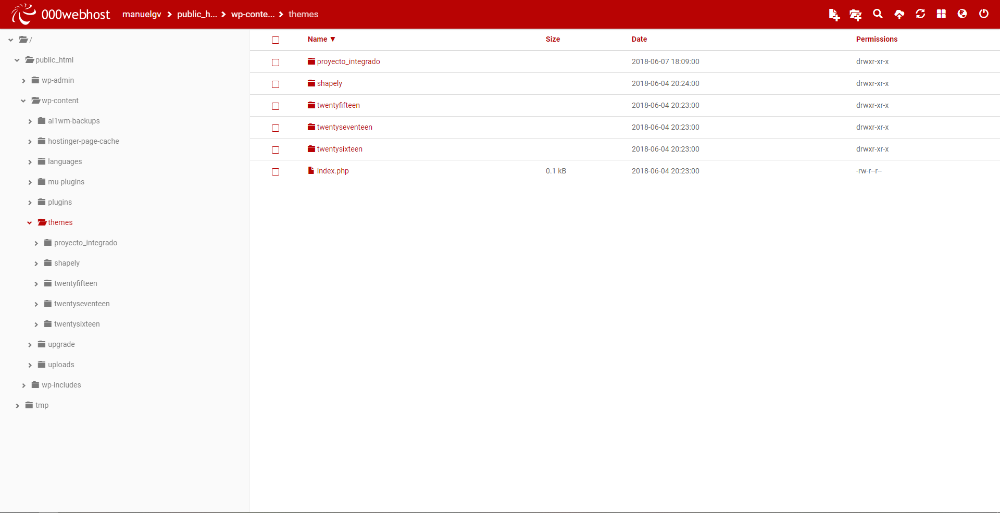 000webhost manuelgv public_h... wp-conte... themes
/
public_html
wp-admin
wp-content
ai1wm-backups
hostinger-page-cache
languages
mu-plugins
plugins
themes
proyecto_integrado
shapely
twentyfifteen
twentyseventeen
twentysixteen
upgrade
uploads
wp-includes
tmp
Name ▼ Size Date Permissions
proyecto_integrado 2018-06-07 18:09:00 drwxr-xr-x
shapely 2018-06-04 20:24:00 drwxr-xr-x
twentyfifteen 2018-06-04 20:23:00 drwxr-xr-x
twentyseventeen 2018-06-04 20:23:00 drwxr-xr-x
twentysixteen 2018-06-04 20:23:00 drwxr-xr-x
index.php 0.1 kB 2018-06-04 20:23:00 -rw-r--r--